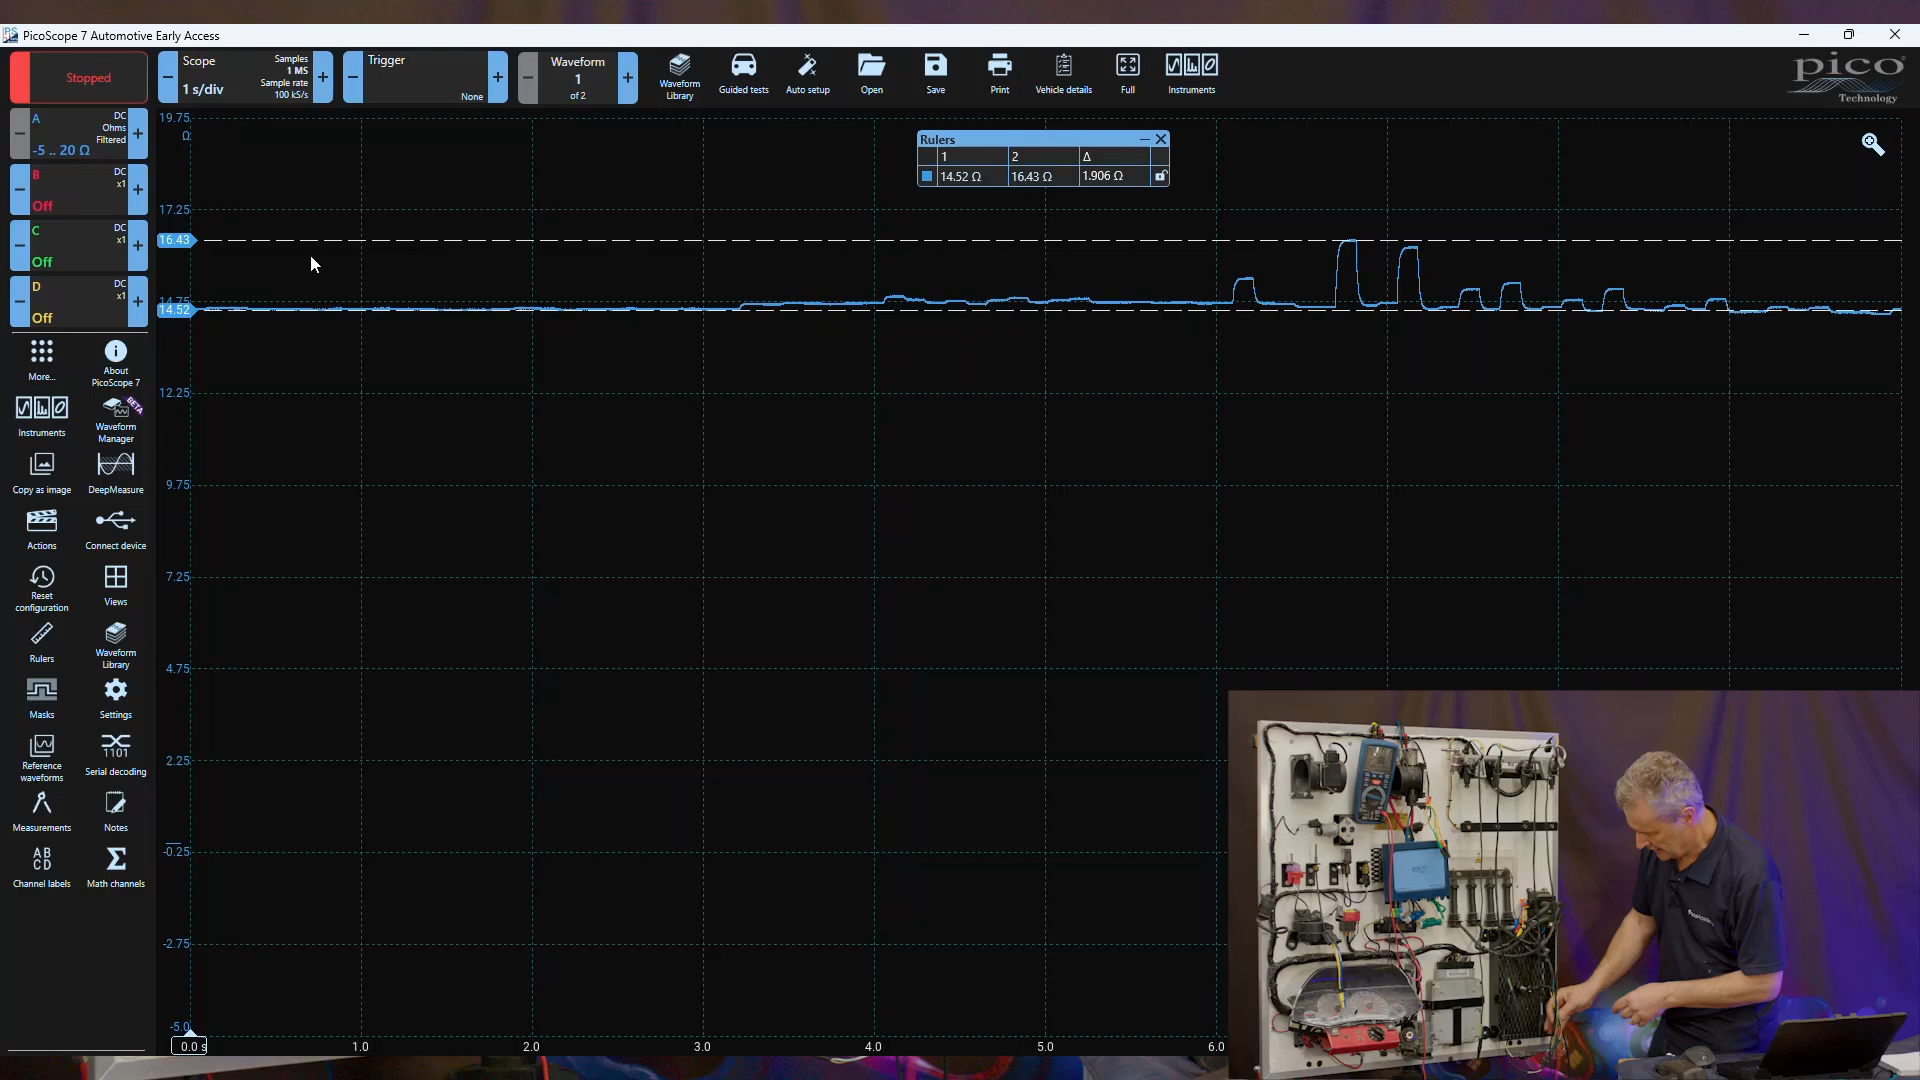 PicoScope 7 Automotive Early Access
Stopped
Scope
1 s/div
Samples
1 MS
Sample rate
100 kS/s
Trigger
None
Waveform
1
of 2
Waveform
Library
Guided tests
Auto setup
Open
Save
Print
Vehicle details
Full
Instruments
pico
Technology
A
DC
Ohms
Filtered
-5 .. 20 Ω
B
DC
x1
Off
C
DC
x1
Off
D
DC
x1
Off
More...
About
PicoScope 7
Instruments
BETA
Waveform
Manager
Copy as image
DeepMeasure
Actions
Connect device
Reset
configuration
Views
Rulers
Waveform
Library
Masks
Settings
Reference
waveforms
1101
Serial decoding
Measurements
Notes
A B
C D
Channel labels
Σ
Math channels
19.75
Ω
17.25
16.43
14.75
14.52
12.25
9.75
7.25
4.75
2.25
-0.25
-2.75
-5.0
0.0 s
1.0
2.0
3.0
4.0
5.0
6.0
Rulers
1 2 Δ
14.52 Ω 16.43 Ω 1.906 Ω
pico